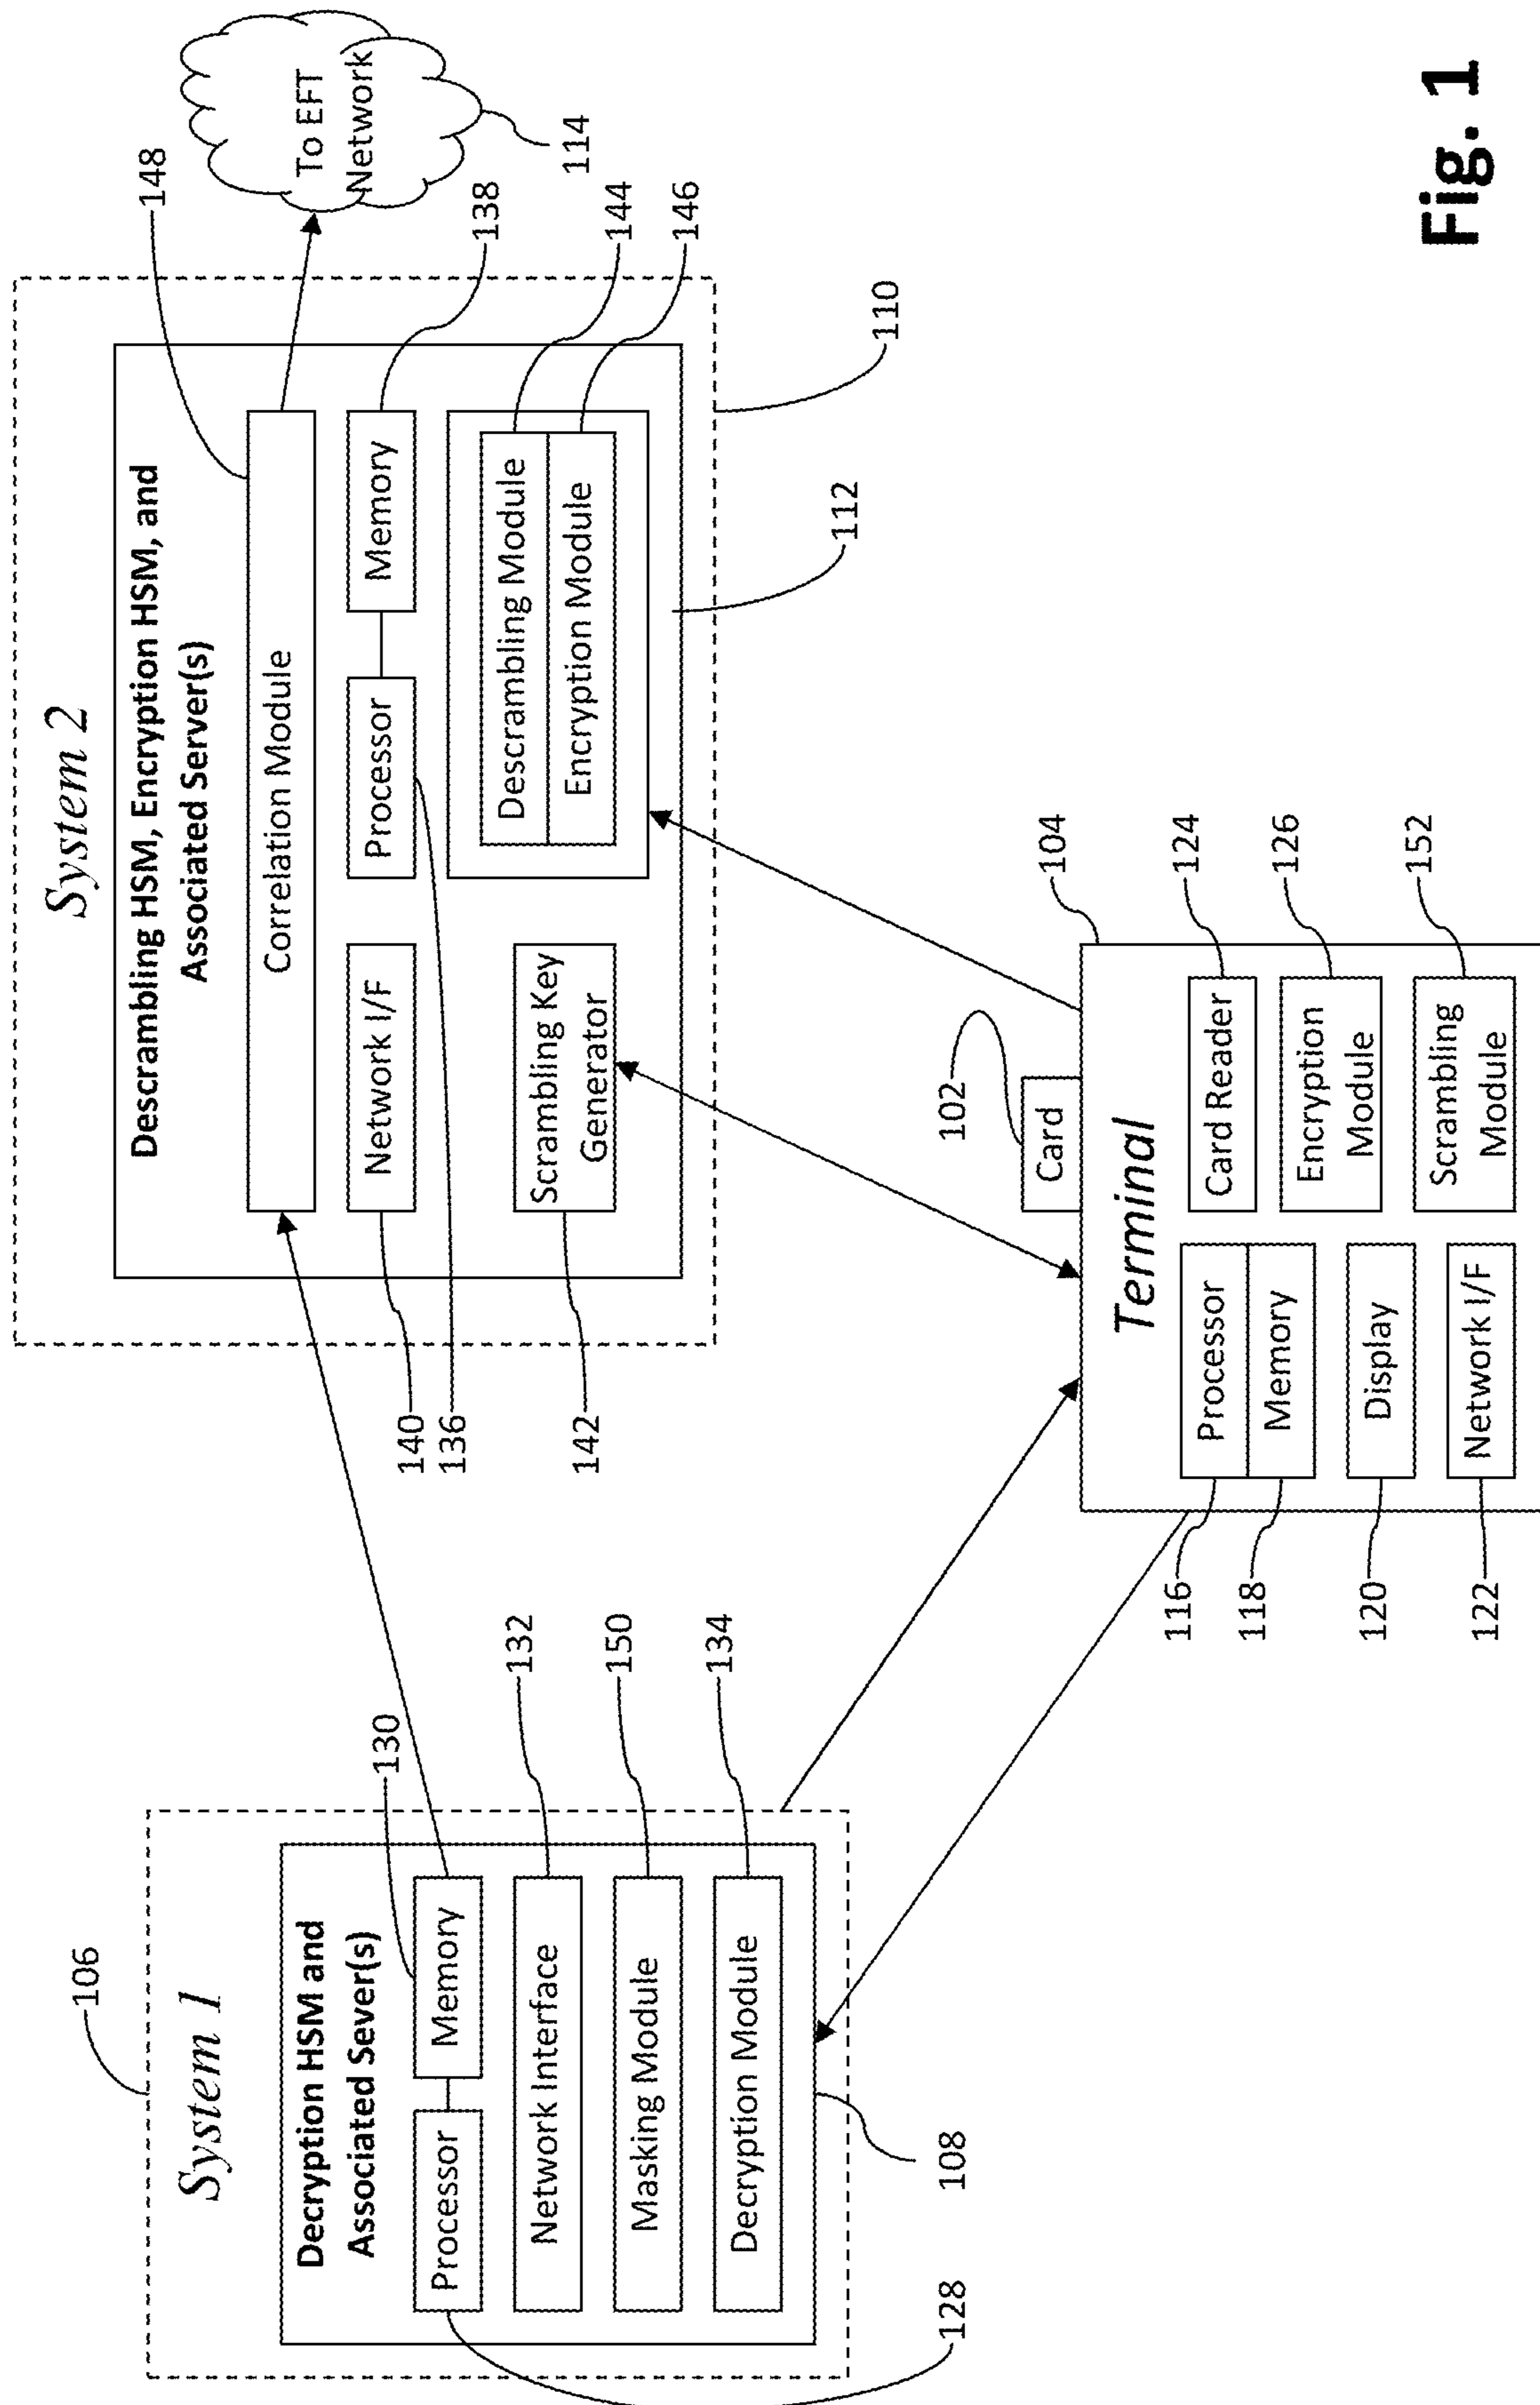 106
System 1
Decryption HSM and
Associated Sever(s)
130
Processor
Memory
Network Interface
132
Masking Module
150
Decryption Module
134
108
128
System 2
Descrambling HSM, Encryption HSM, and
Associated Server(s)
148
Correlation Module
To EFT
Network
114
Network I/F
Processor
Memory
138
140
136
Scrambling Key
Generator
142
Descrambling Module
144
Encryption Module
146
112
110
102
Card
104
Terminal
Processor
116
Memory
118
Display
120
Network I/F
122
Card Reader
124
Encryption
Module
126
Scrambling
Module
152
Fig. 1